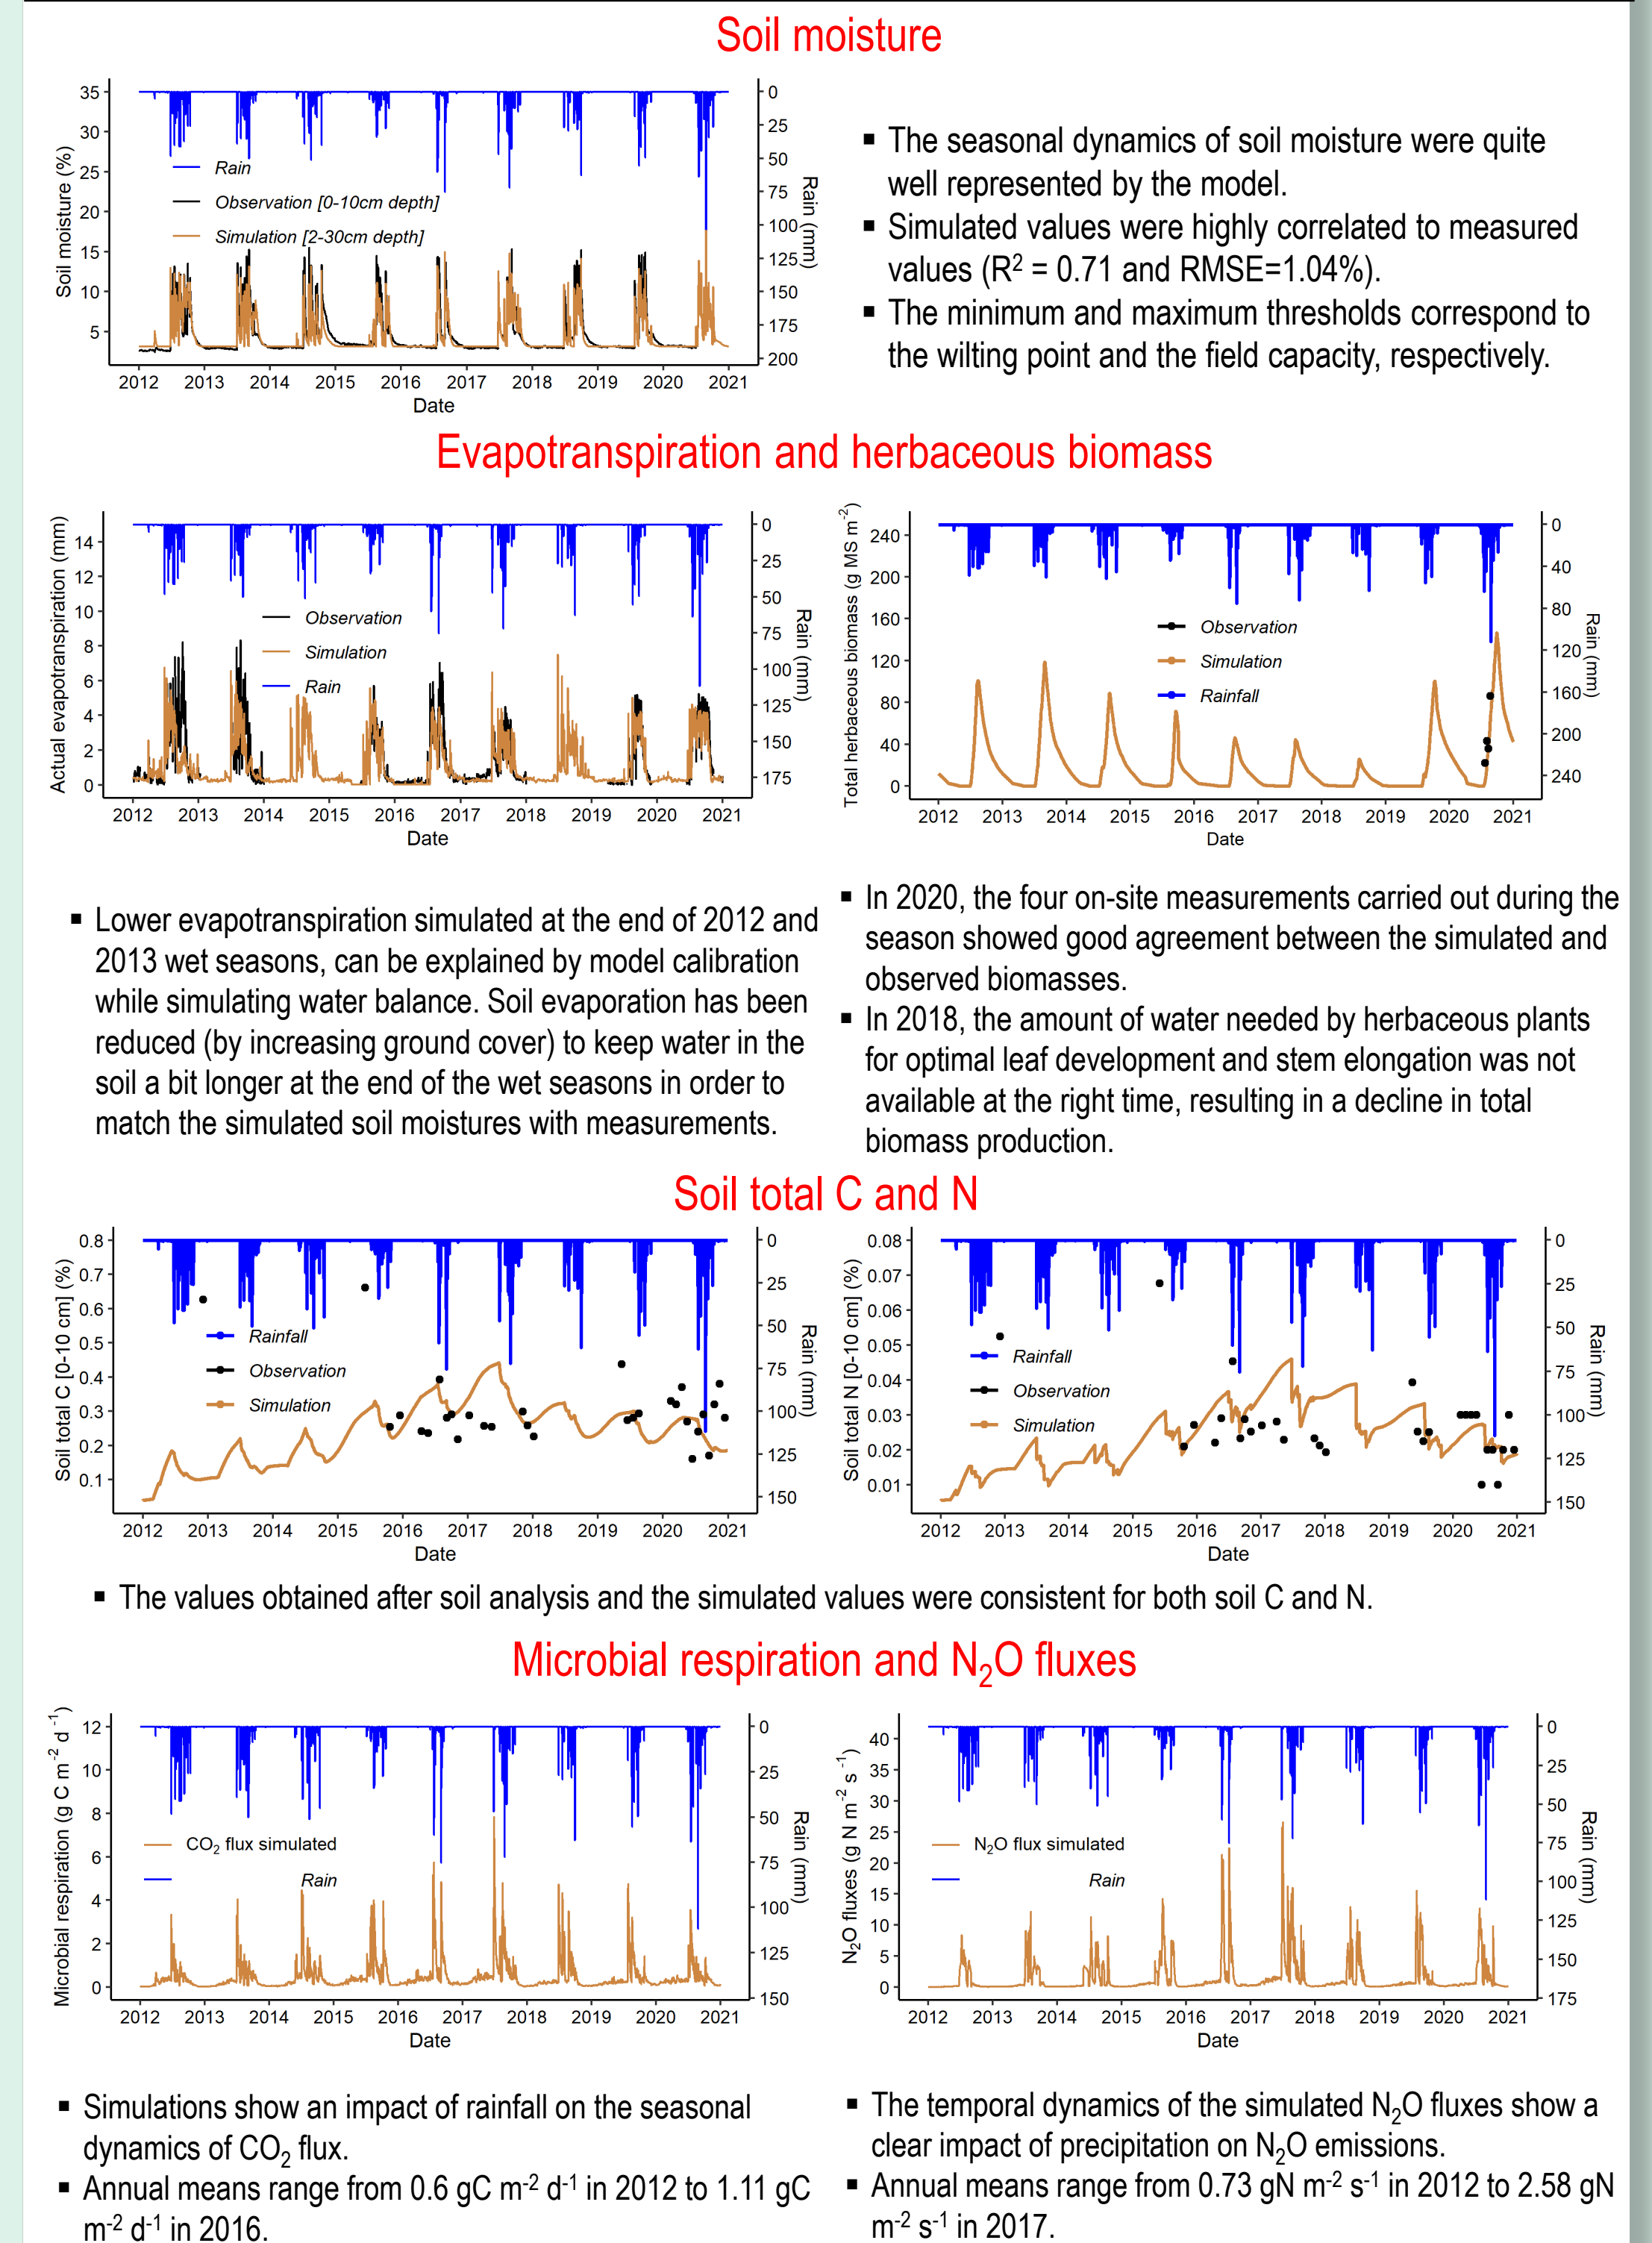 Soil moisture
35
30
25
20
15
10
5
Soil moisture (%)
0
25
50
75
100
125
150
175
200
Rain (mm)
Rain
Observation [0-10cm depth]
Simulation [2-30cm depth]
2012 2013 2014 2015 2016 2017 2018 2019 2020 2021
Date
▪ The seasonal dynamics of soil moisture were quite
well represented by the model.
▪ Simulated values were highly correlated to measured
values (R² = 0.71 and RMSE=1.04%).
▪ The minimum and maximum thresholds correspond to
the wilting point and the field capacity, respectively.
Evapotranspiration and herbaceous biomass
14
12
10
8
6
4
2
0
Actual evapotranspiration (mm)
0
25
50
75
100
125
150
175
Rain (mm)
Observation
Simulation
Rain
2012 2013 2014 2015 2016 2017 2018 2019 2020 2021
Date
240
200
160
120
80
40
0
Total herbaceous biomass (g MS m⁻²)
0
40
80
120
160
200
240
Rain (mm)
Observation
Simulation
Rainfall
2012 2013 2014 2015 2016 2017 2018 2019 2020 2021
Date
▪ Lower evapotranspiration simulated at the end of 2012 and
2013 wet seasons, can be explained by model calibration
while simulating water balance. Soil evaporation has been
reduced (by increasing ground cover) to keep water in the
soil a bit longer at the end of the wet seasons in order to
match the simulated soil moistures with measurements.
▪ In 2020, the four on-site measurements carried out during the
season showed good agreement between the simulated and
observed biomasses.
▪ In 2018, the amount of water needed by herbaceous plants
for optimal leaf development and stem elongation was not
available at the right time, resulting in a decline in total
biomass production.
Soil total C and N
0.8
0.7
0.6
0.5
0.4
0.3
0.2
0.1
Soil total C [0-10 cm] (%)
0
25
50
75
100
125
150
Rain (mm)
Rainfall
Observation
Simulation
2012 2013 2014 2015 2016 2017 2018 2019 2020 2021
Date
0.08
0.07
0.06
0.05
0.04
0.03
0.02
0.01
Soil total N [0-10 cm] (%)
0
25
50
75
100
125
150
Rain (mm)
Rainfall
Observation
Simulation
2012 2013 2014 2015 2016 2017 2018 2019 2020 2021
Date
▪ The values obtained after soil analysis and the simulated values were consistent for both soil C and N.
Microbial respiration and N₂O fluxes
12
10
8
6
4
2
0
Microbial respiration (g C m⁻² d⁻¹)
0
25
50
75
100
125
150
Rain (mm)
CO₂ flux simulated
Rain
2012 2013 2014 2015 2016 2017 2018 2019 2020 2021
Date
40
35
30
25
20
15
10
5
0
N₂O fluxes (g N m⁻² s⁻¹)
0
25
50
75
100
125
150
175
Rain (mm)
N₂O flux simulated
Rain
2012 2013 2014 2015 2016 2017 2018 2019 2020 2021
Date
▪ Simulations show an impact of rainfall on the seasonal
dynamics of CO₂ flux.
▪ Annual means range from 0.6 gC m⁻² d⁻¹ in 2012 to 1.11 gC
m⁻² d⁻¹ in 2016.
▪ The temporal dynamics of the simulated N₂O fluxes show a
clear impact of precipitation on N₂O emissions.
▪ Annual means range from 0.73 gN m⁻² s⁻¹ in 2012 to 2.58 gN
m⁻² s⁻¹ in 2017.